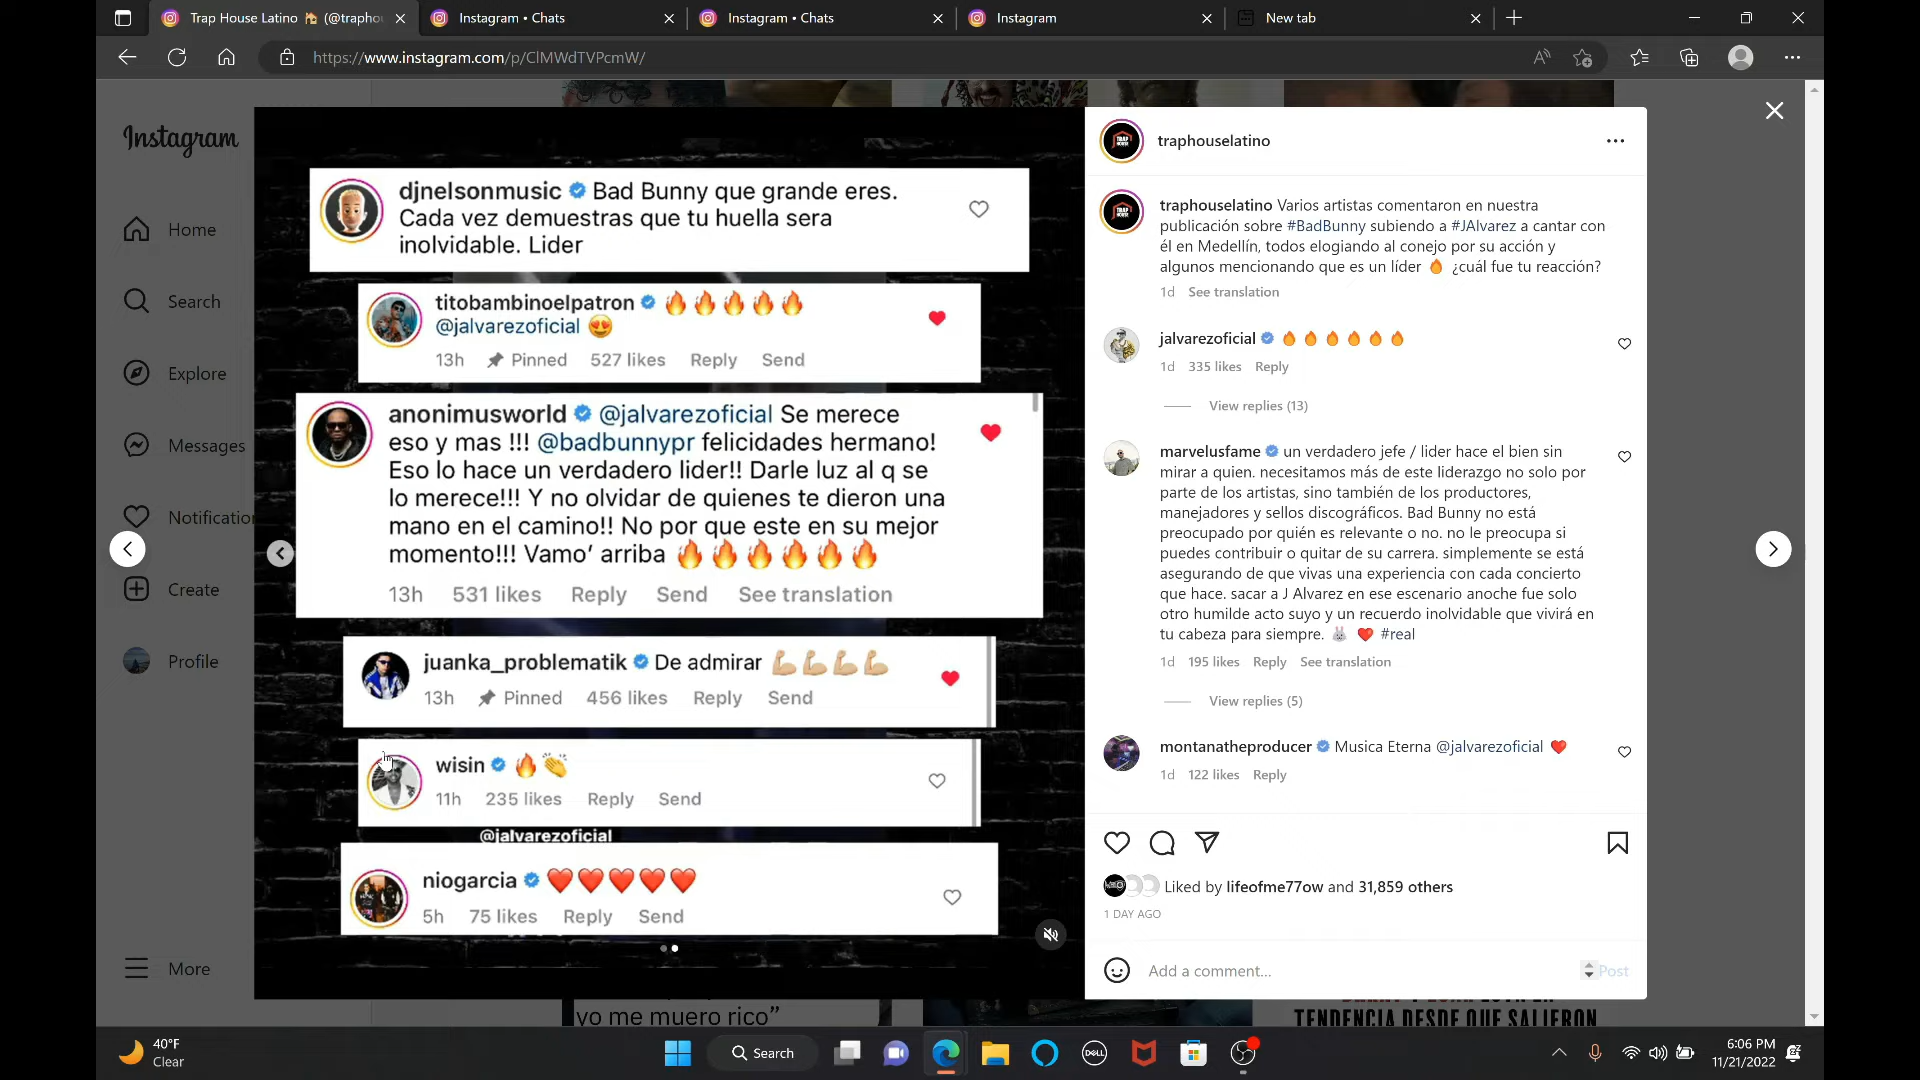 Trap House Latino 🏠 (@traphou
Instagram • Chats
Instagram • Chats
Instagram
New tab
https://www.instagram.com/p/ClMWdTVPcmW/
Instagram
Home
Search
Explore
Messages
Notification
Create
Profile
More
djnelsonmusic Bad Bunny que grande eres.
Cada vez demuestras que tu huella sera
inolvidable. Lider
titobambinoelpatron 🔥🔥🔥🔥🔥
@jalvarezoficial 😍
13h Pinned 527 likes Reply Send
anonimusworld @jalvarezoficial Se merece
eso y mas !!! @badbunnypr felicidades hermano!
Eso lo hace un verdadero lider!! Darle luz al q se
lo merece!!! Y no olvidar de quienes te dieron una
mano en el camino!! No por que este en su mejor
momento!!! Vamo' arriba 🔥🔥🔥🔥🔥🔥
13h 531 likes Reply Send See translation
juanka_problematik De admirar 💪🏼💪🏼💪🏼💪🏼
13h Pinned 456 likes Reply Send
wisin 🔥👏
11h 235 likes Reply Send
@jalvarezoficial
niogarcia ❤️❤️❤️❤️❤️
5h 75 likes Reply Send
TRAP
HOUSE
traphouselatino
TRAP
HOUSE
traphouselatino Varios artistas comentaron en nuestra
publicación sobre #BadBunny subiendo a #JAlvarez a cantar con
él en Medellín, todos elogiando al conejo por su acción y
algunos mencionando que es un líder 🔥 ¿cuál fue tu reacción?
1d See translation
jalvarezoficial 🔥🔥🔥🔥🔥🔥
1d 335 likes Reply
View replies (13)
marvelusfame un verdadero jefe / lider hace el bien sin
mirar a quien. necesitamos más de este liderazgo no solo por
parte de los artistas, sino también de los productores,
manejadores y sellos discográficos. Bad Bunny no está
preocupado por quién es relevante o no. no le preocupa si
puedes contribuir o quitar de su carrera. simplemente se está
asegurando de que vivas una experiencia con cada concierto
que hace. sacar a J Alvarez en ese escenario anoche fue solo
otro humilde acto suyo y un recuerdo inolvidable que vivirá en
tu cabeza para siempre. 🐰 ❤️ #real
1d 195 likes Reply See translation
View replies (5)
montanatheproducer Musica Eterna @jalvarezoficial ❤️
1d 122 likes Reply
Liked by lifeofme77ow and 31,859 others
1 DAY AGO
Add a comment...
Post
yo me muero rico"
TENDENCIA DESDE QUE SALIERON
40°F
Clear
Search
DELL
6:06 PM
11/21/2022